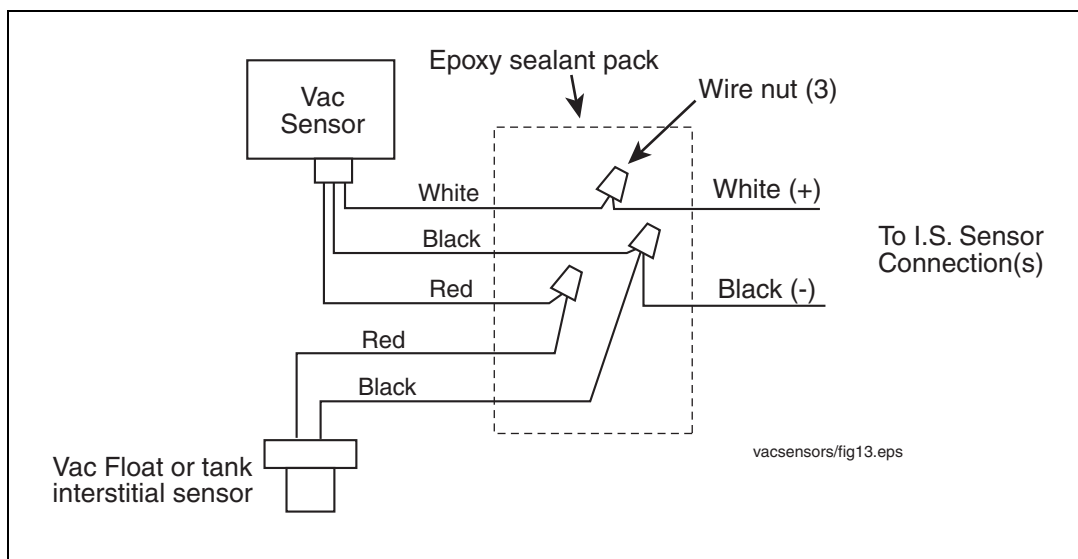 Epoxy sealant pack
Wire nut (3)
Vac
Sensor
White
White (+)
Black
To I.S. Sensor
Connection(s)
Red
Black (-)
Red
Black
Vac Float or tank
interstitial sensor
vacsensors/fig13.eps